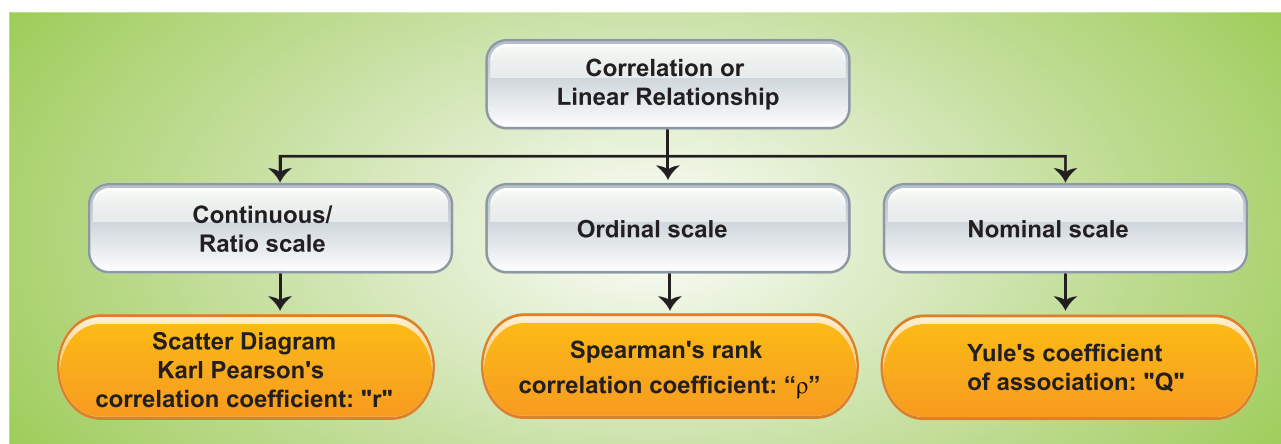 Correlation or
Linear Relationship
Continuous/
Ratio scale
Ordinal scale
Nominal scale
Scatter Diagram
Karl Pearson's
correlation coefficient: "r"
Spearman's rank
correlation coefficient: “ρ”
Yule's coefficient
of association: "Q"